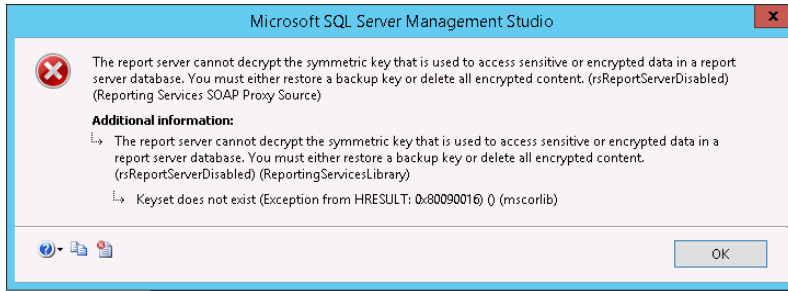 Microsoft SQL Server Management Studio
x
The report server cannot decrypt the symmetric key that is used to access sensitive or encrypted data in a report
server database. You must either restore a backup key or delete all encrypted content. (rsReportServerDisabled)
(Reporting Services SOAP Proxy Source)
Additional information:
The report server cannot decrypt the symmetric key that is used to access sensitive or encrypted data in a
report server database. You must either restore a backup key or delete all encrypted content.
(rsReportServerDisabled) (ReportingServicesLibrary)
Keyset does not exist (Exception from HRESULT: 0x80090016) () (mscorlib)
OK